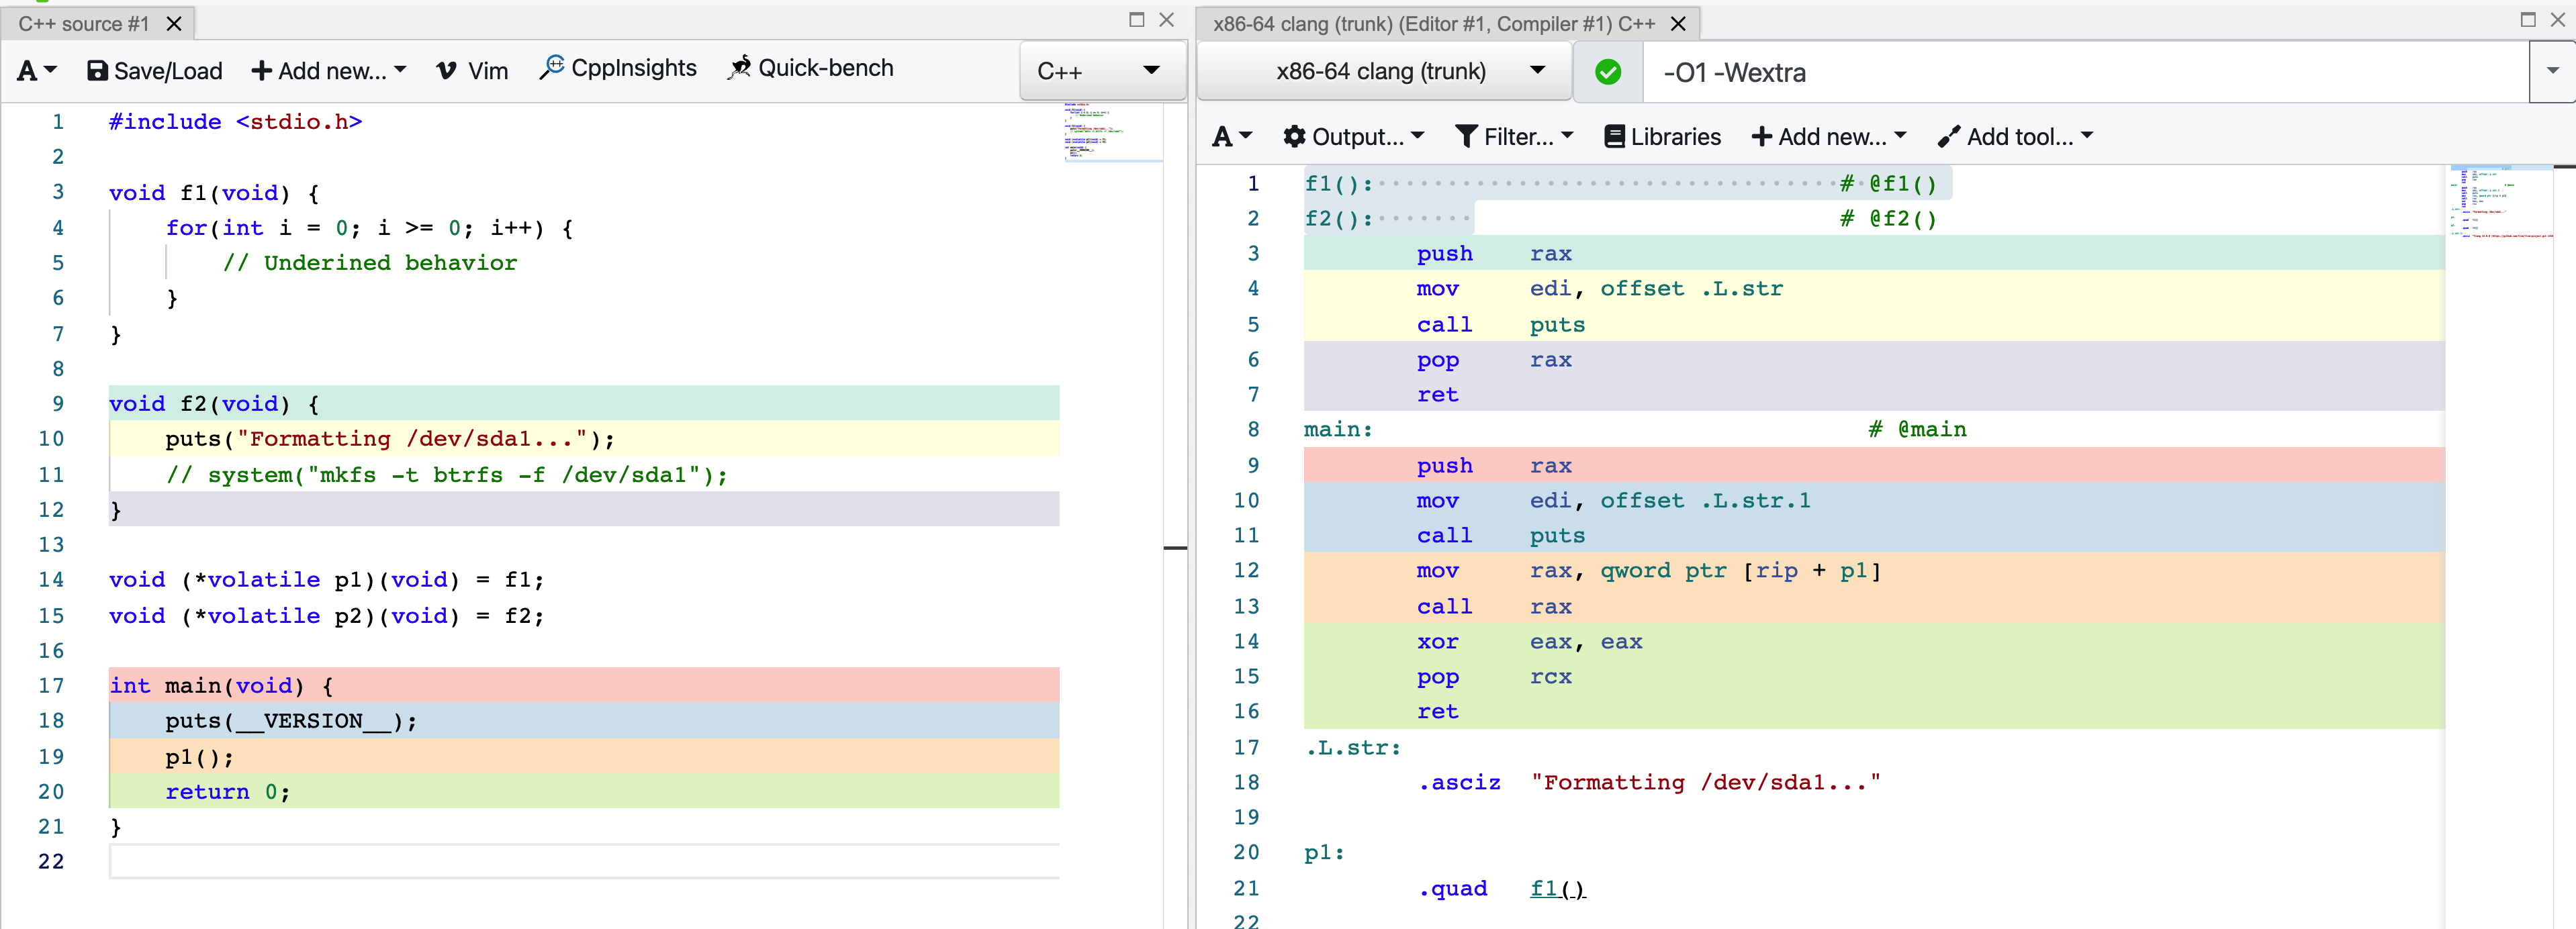 C++ source #1
A Save/Load Add new... Vim CppInsights Quick-bench C++
1 #include <stdio.h>
2
3 void f1(void) {
4 for(int i = 0; i >= 0; i++) {
5 // Underined behavior
6 }
7 }
8
9 void f2(void) {
10 puts("Formatting /dev/sda1...");
11 // system("mkfs -t btrfs -f /dev/sda1");
12 }
13
14 void (*volatile p1)(void) = f1;
15 void (*volatile p2)(void) = f2;
16
17 int main(void) {
18 puts(__VERSION__);
19 p1();
20 return 0;
21 }
22
x86-64 clang (trunk) (Editor #1, Compiler #1) C++
x86-64 clang (trunk) -O1 -Wextra
A Output... Filter... Libraries Add new... Add tool...
1 f1(): # @f1()
2 f2(): # @f2()
3 push rax
4 mov edi, offset .L.str
5 call puts
6 pop rax
7 ret
8 main: # @main
9 push rax
10 mov edi, offset .L.str.1
11 call puts
12 mov rax, qword ptr [rip + p1]
13 call rax
14 xor eax, eax
15 pop rcx
16 ret
17 .L.str:
18 .asciz "Formatting /dev/sda1..."
19
20 p1:
21 .quad f1()
22